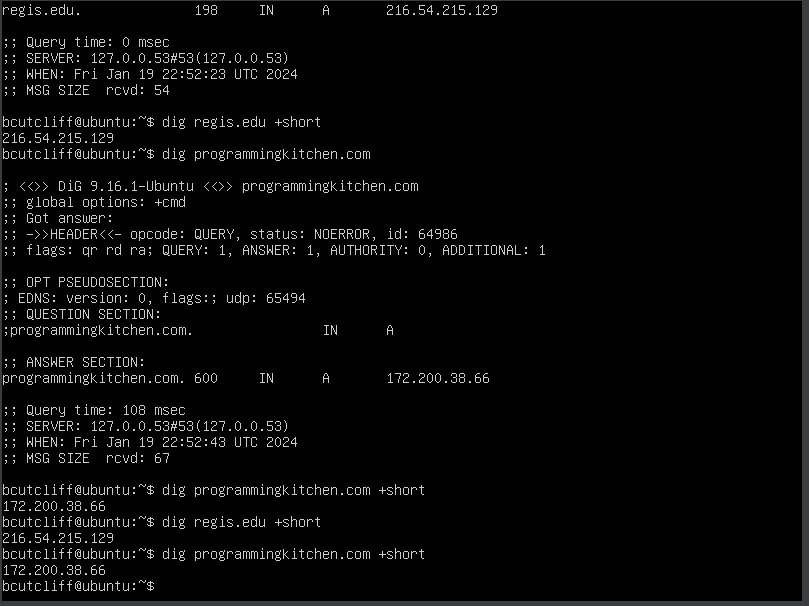 regis.edu.              198     IN      A       216.54.215.129

;; Query time: 0 msec
;; SERVER: 127.0.0.53#53(127.0.0.53)
;; WHEN: Fri Jan 19 22:52:23 UTC 2024
;; MSG SIZE  rcvd: 54

bcutcliff@ubuntu:~$ dig regis.edu +short
216.54.215.129
bcutcliff@ubuntu:~$ dig programmingkitchen.com

; <<>> DiG 9.16.1-Ubuntu <<>> programmingkitchen.com
;; global options: +cmd
;; Got answer:
;; ->>HEADER<<- opcode: QUERY, status: NOERROR, id: 64986
;; flags: qr rd ra; QUERY: 1, ANSWER: 1, AUTHORITY: 0, ADDITIONAL: 1

;; OPT PSEUDOSECTION:
; EDNS: version: 0, flags:; udp: 65494
;; QUESTION SECTION:
;programmingkitchen.com.                IN      A

;; ANSWER SECTION:
programmingkitchen.com. 600     IN      A       172.200.38.66

;; Query time: 108 msec
;; SERVER: 127.0.0.53#53(127.0.0.53)
;; WHEN: Fri Jan 19 22:52:43 UTC 2024
;; MSG SIZE  rcvd: 67

bcutcliff@ubuntu:~$ dig programmingkitchen.com +short
172.200.38.66
bcutcliff@ubuntu:~$ dig regis.edu +short
216.54.215.129
bcutcliff@ubuntu:~$ dig programmingkitchen.com +short
172.200.38.66
bcutcliff@ubuntu:~$